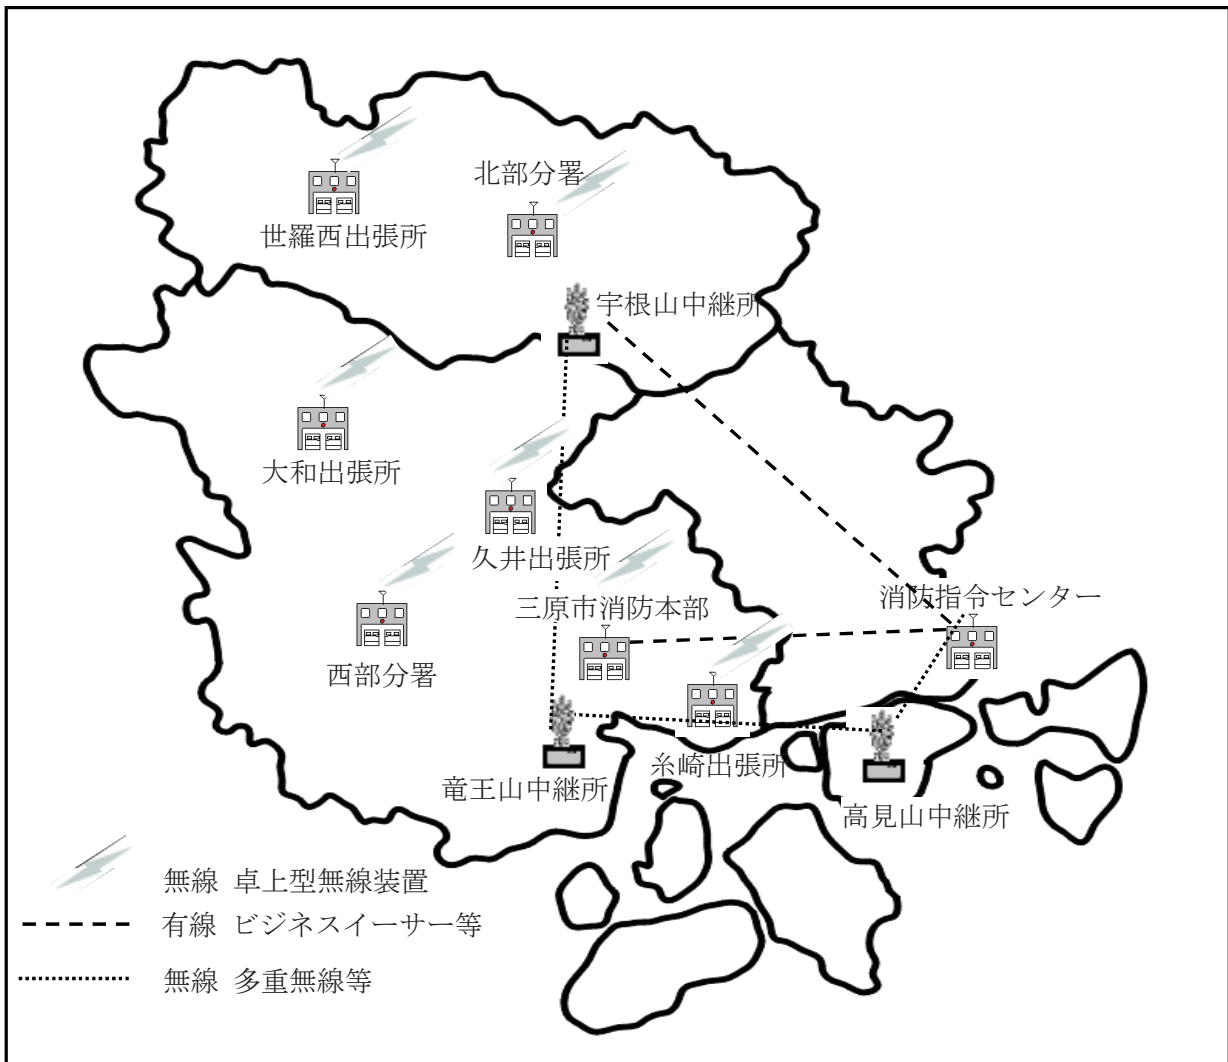 北部分署
世羅西出張所
宇根山中継所
大和出張所
久井出張所
三原市消防本部
消防指令センター
西部分署
糸崎出張所
竜王山中継所
高見山中継所
無線 卓上型無線装置
有線 ビジネスイーサー等
無線 多重無線等